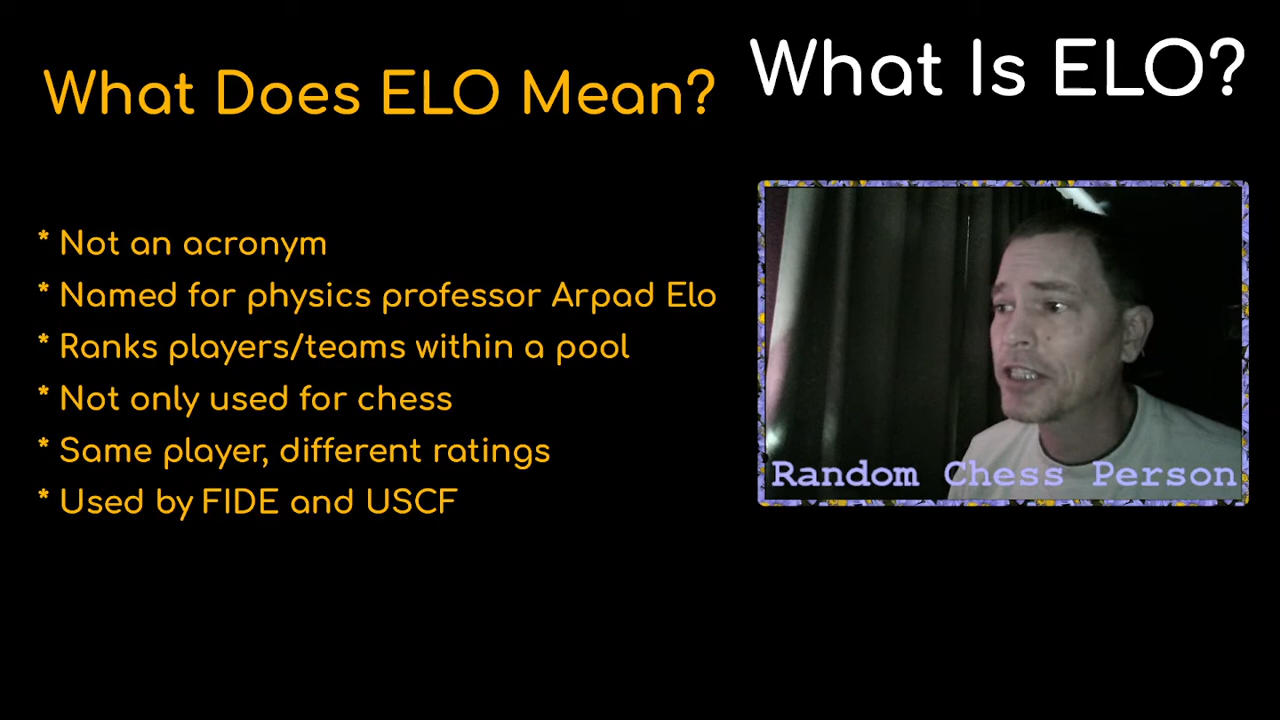 What Does ELO Mean?
What Is ELO?
* Not an acronym
* Named for physics professor Arpad Elo
* Ranks players/teams within a pool
* Not only used for chess
* Same player, different ratings
* Used by FIDE and USCF
Random Chess Person